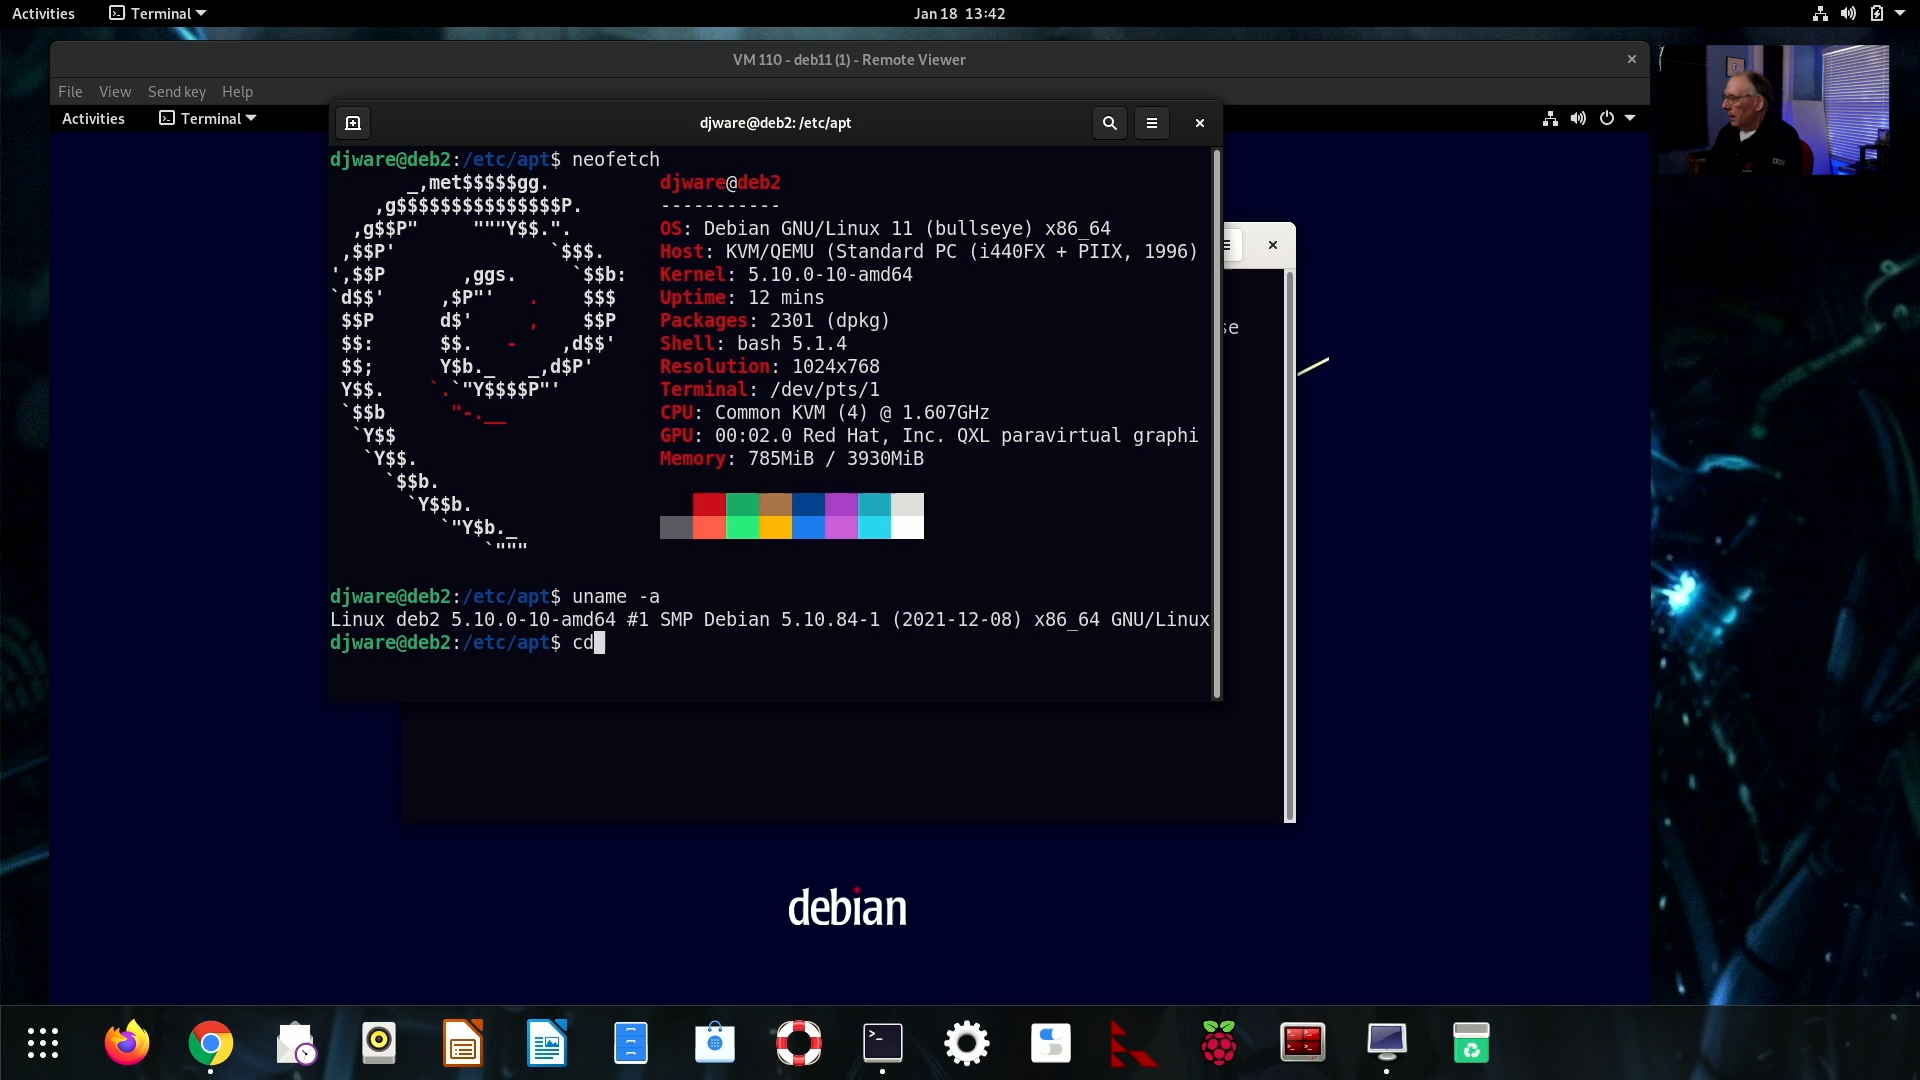 Activities Terminal Jan 18 13:42
VM 110 - deb11 (1) - Remote Viewer
File View Send key Help
Activities Terminal
djware@deb2: /etc/apt
djware@deb2:/etc/apt$ neofetch
_,met$$$$$gg. djware@deb2
,g$$$$$$$$$$$$$$$P. -----------
,g$$P" """Y$$.". OS: Debian GNU/Linux 11 (bullseye) x86_64
,$$P' `$$$. Host: KVM/QEMU (Standard PC (i440FX + PIIX, 1996)
',$$P ,ggs. `$$b: Kernel: 5.10.0-10-amd64
`d$$' ,$P"' . $$$ Uptime: 12 mins
$$P d$' , $$P Packages: 2301 (dpkg)
$$: $$. - ,d$$' Shell: bash 5.1.4
$$; Y$b._ _,d$P' Resolution: 1024x768
Y$$. `.`"Y$$$$P"' Terminal: /dev/pts/1
`$$b "-.__ CPU: Common KVM (4) @ 1.607GHz
`Y$$ GPU: 00:02.0 Red Hat, Inc. QXL paravirtual graphi
`Y$$. Memory: 785MiB / 3930MiB
`$$b.
`Y$$b.
`"Y$b._
`"""
djware@deb2:/etc/apt$ uname -a
Linux deb2 5.10.0-10-amd64 #1 SMP Debian 5.10.84-1 (2021-12-08) x86_64 GNU/Linux
djware@deb2:/etc/apt$ cd
se
IBM
debian